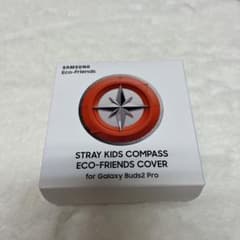 SAMSUNG
Eco-Friends
STRAY KIDS COMPASS
ECO-FRIENDS COVER
for Galaxy Buds2 Pro